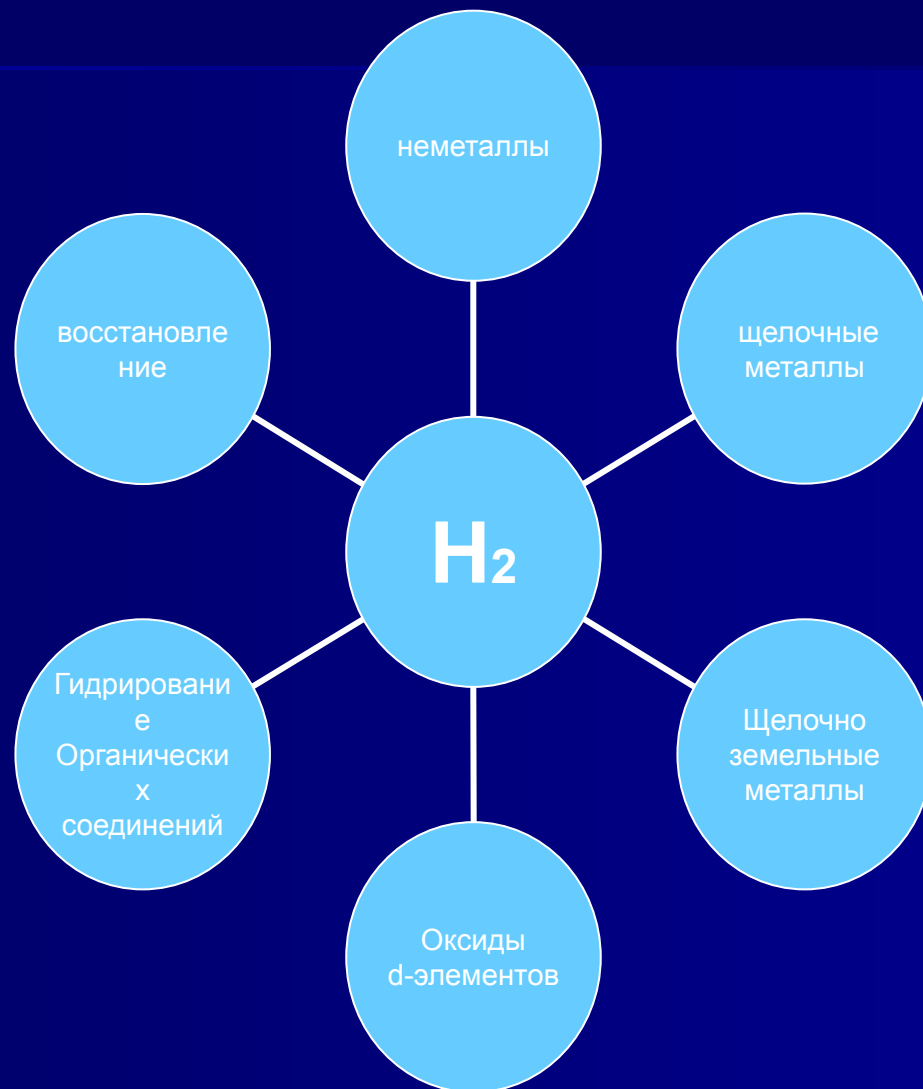 неметаллы
щелочные
металлы
Щелочно
земельные
металлы
Оксиды
d-элементов
Гидрировани
е
Органически
х
соединений
восстановле
ние
H₂